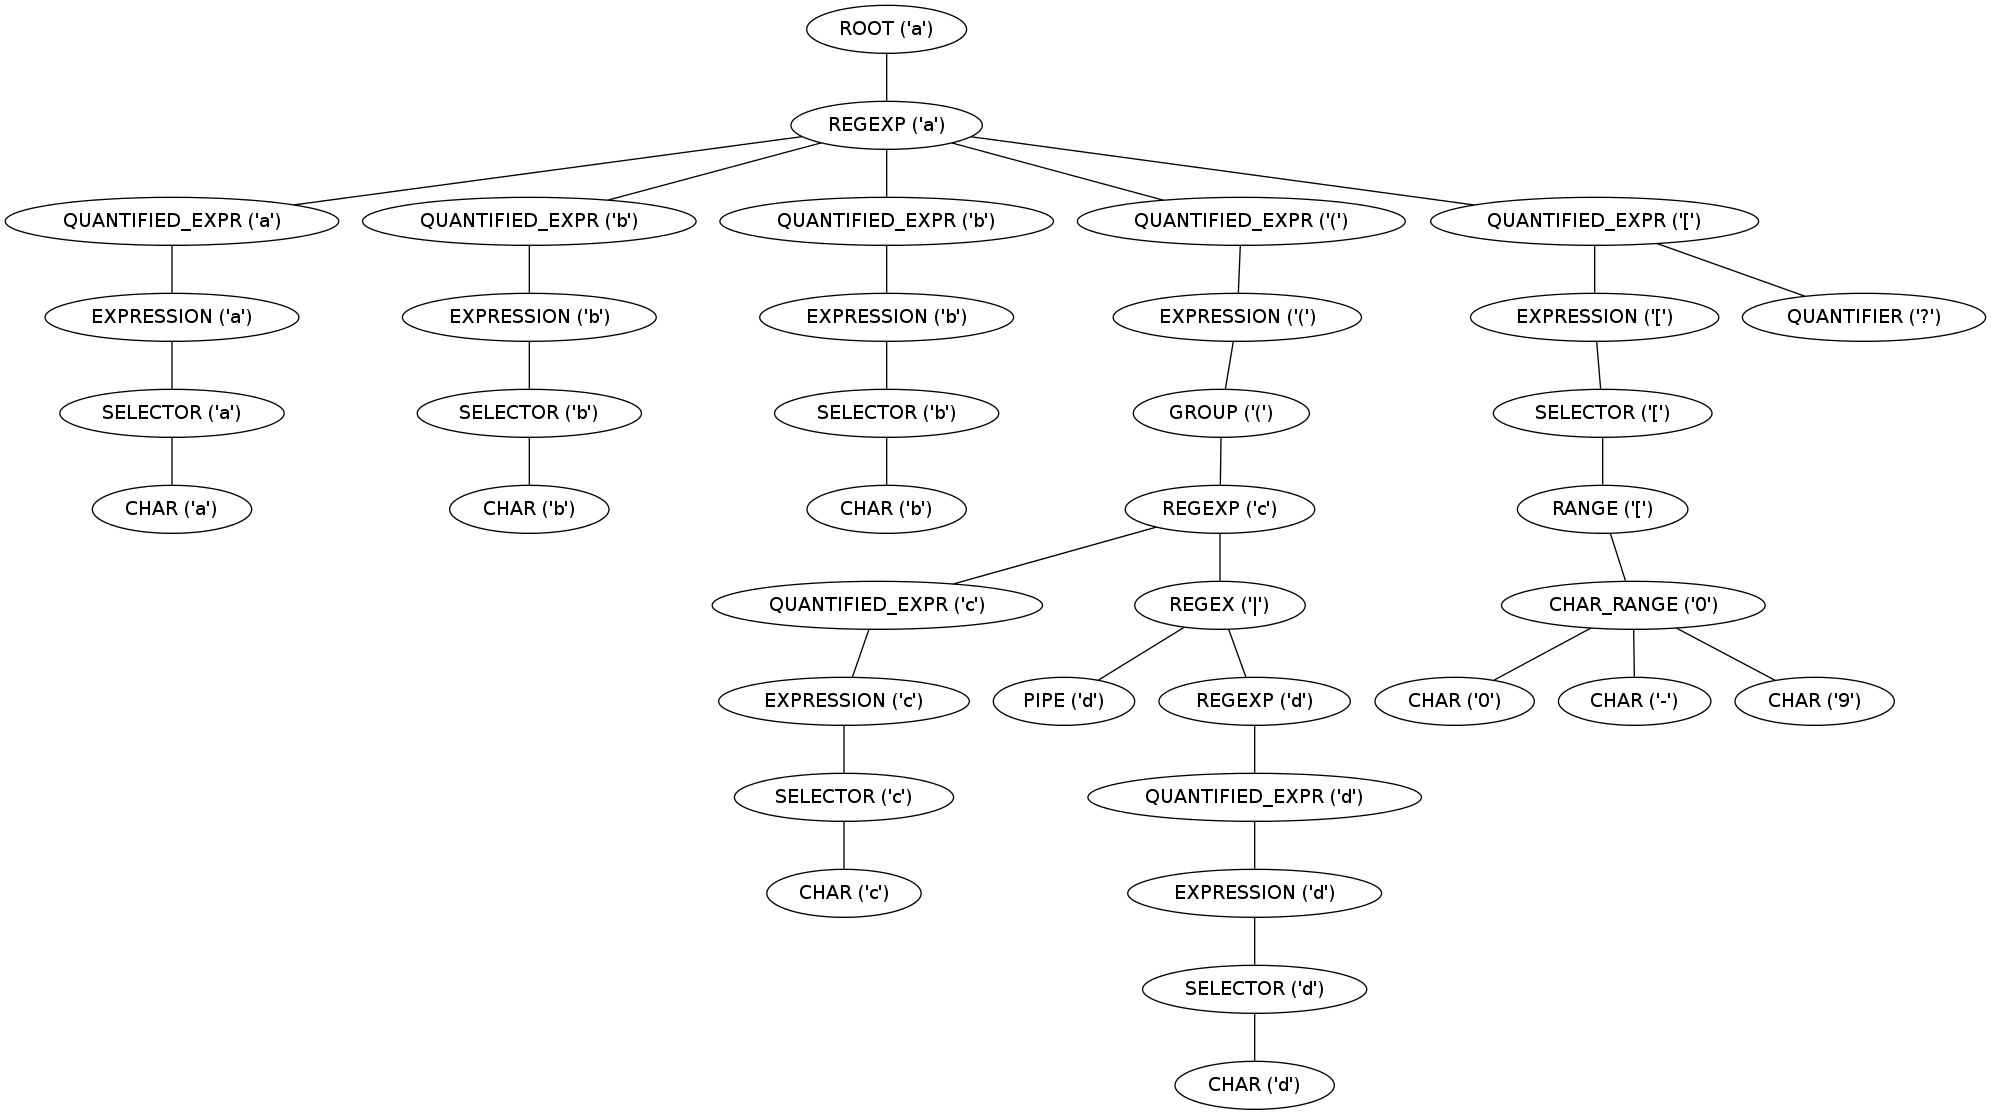 ROOT ('a')
REGEXP ('a')
QUANTIFIED_EXPR ('a') QUANTIFIED_EXPR ('b') QUANTIFIED_EXPR ('b') QUANTIFIED_EXPR ('(') QUANTIFIED_EXPR ('[')
EXPRESSION ('a') EXPRESSION ('b') EXPRESSION ('b') EXPRESSION ('(') EXPRESSION ('[') QUANTIFIER ('?')
SELECTOR ('a') SELECTOR ('b') SELECTOR ('b') GROUP ('(') SELECTOR ('[')
CHAR ('a') CHAR ('b') CHAR ('b') REGEXP ('c') RANGE ('[')
QUANTIFIED_EXPR ('c') REGEX ('|') CHAR_RANGE ('0')
EXPRESSION ('c') PIPE ('d') REGEXP ('d') CHAR ('0') CHAR ('-') CHAR ('9')
SELECTOR ('c') QUANTIFIED_EXPR ('d')
CHAR ('c') EXPRESSION ('d')
SELECTOR ('d')
CHAR ('d')